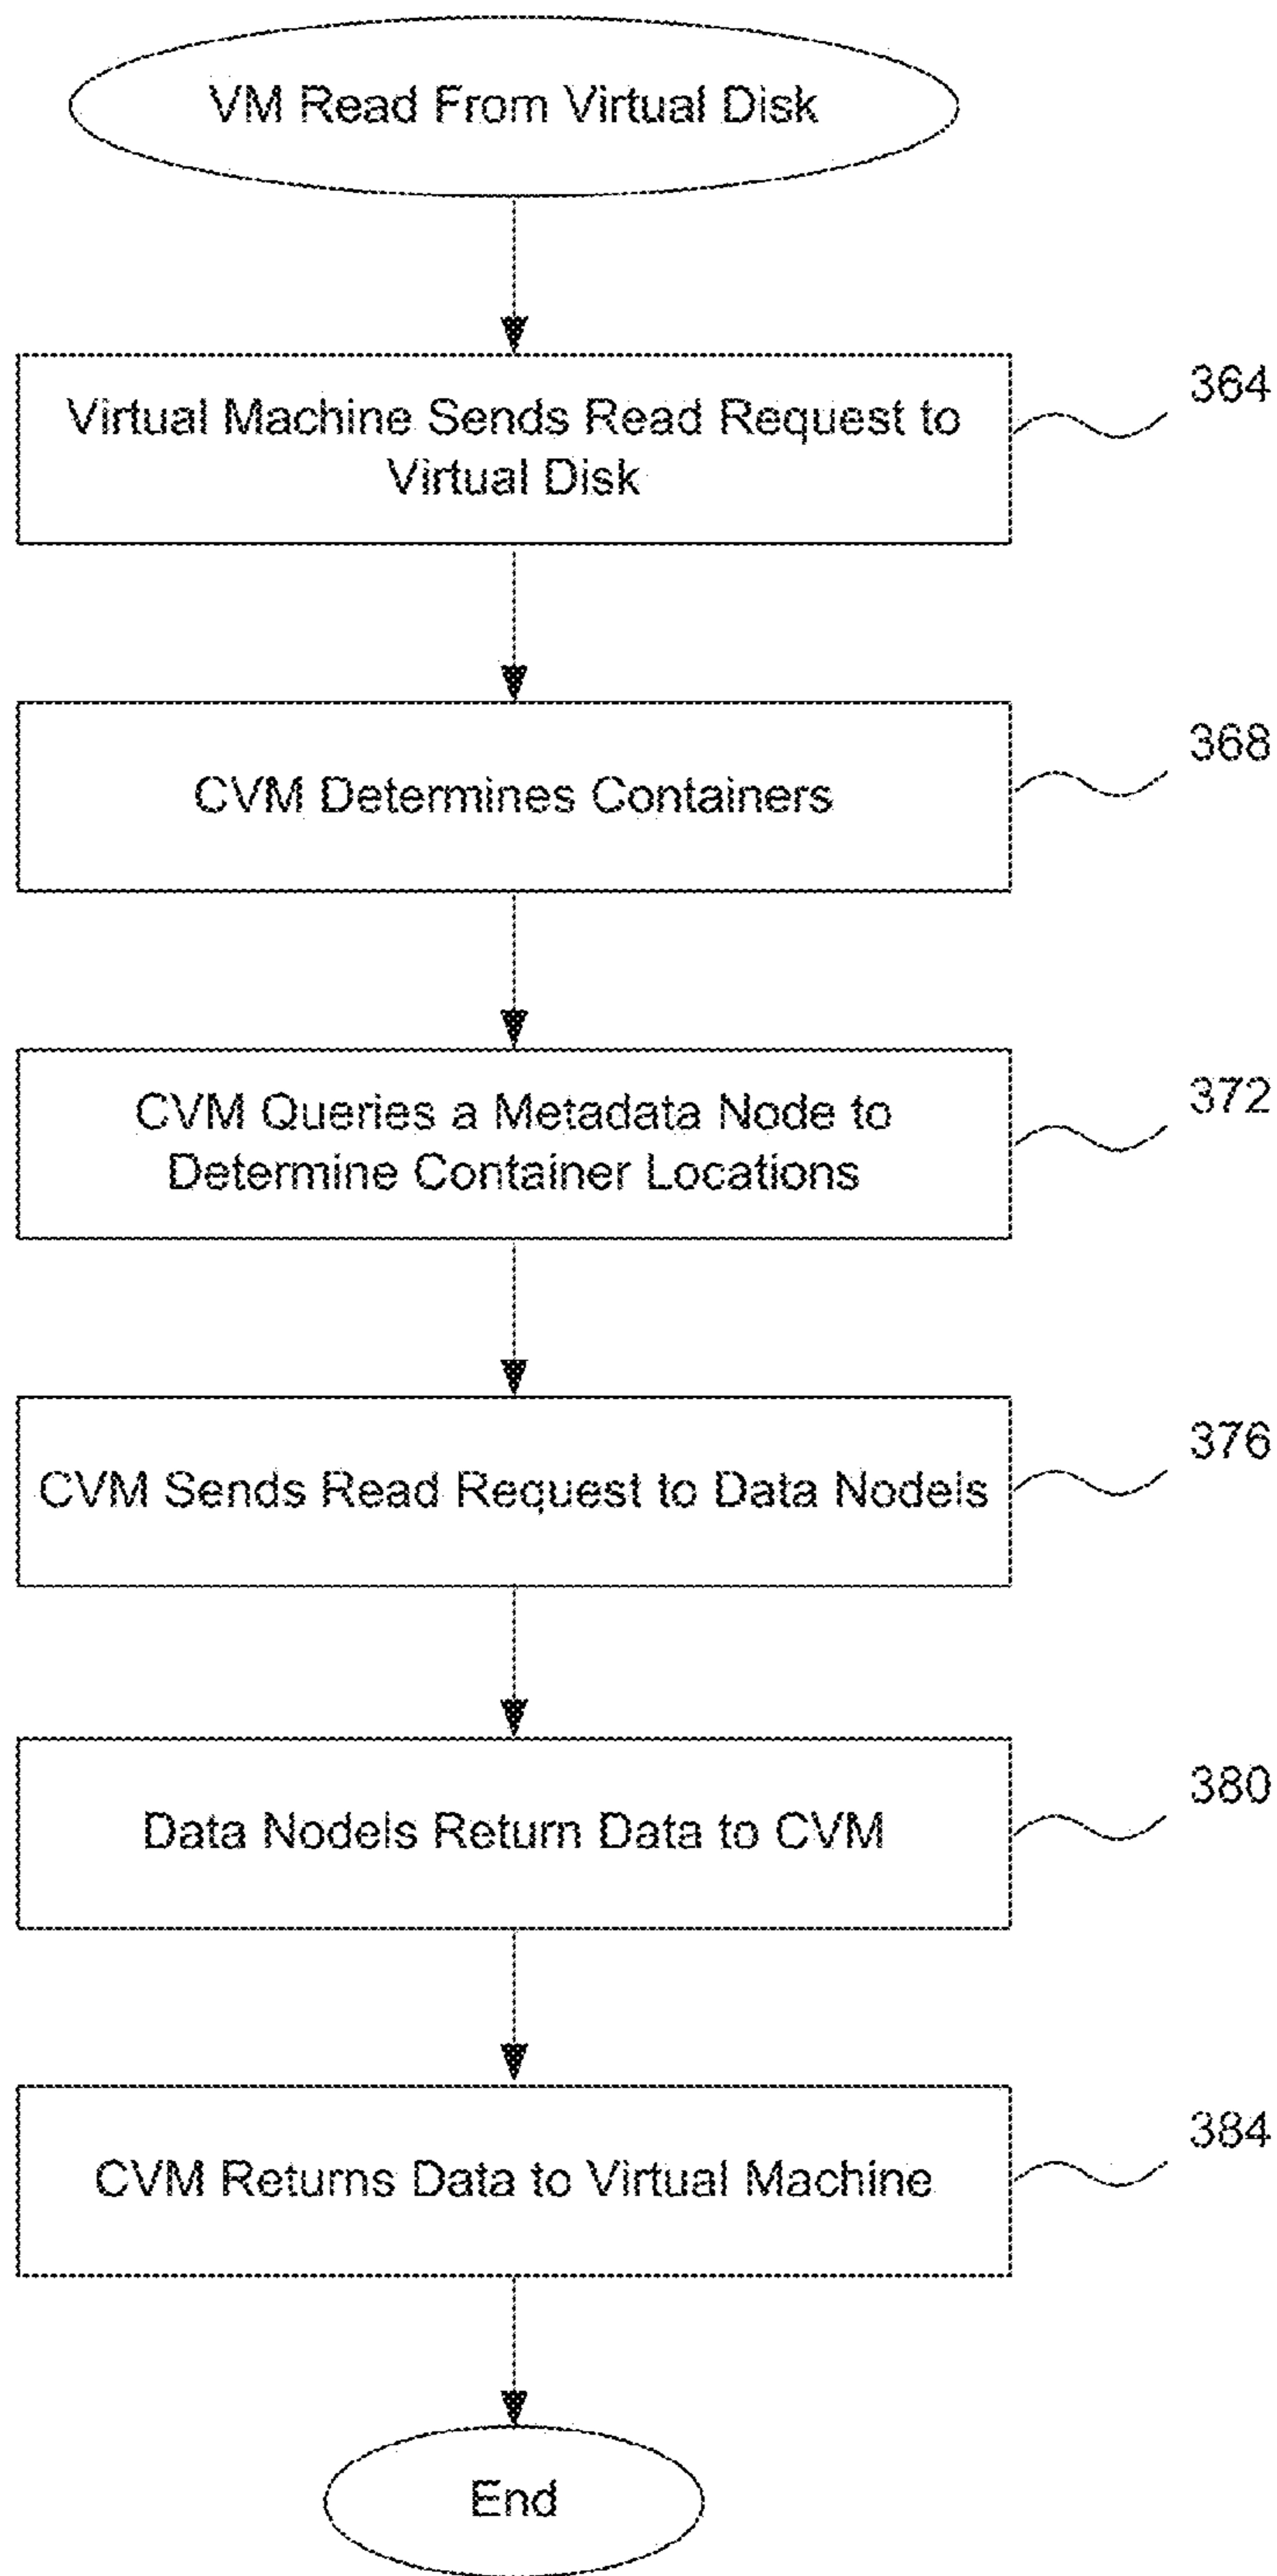 VM Read From Virtual Disk
Virtual Machine Sends Read Request to
Virtual Disk
364
CVM Determines Containers
368
CVM Queries a Metadata Node to
Determine Container Locations
372
CVM Sends Read Request to Data Nodels
376
Data Nodels Return Data to CVM
380
CVM Returns Data to Virtual Machine
384
End